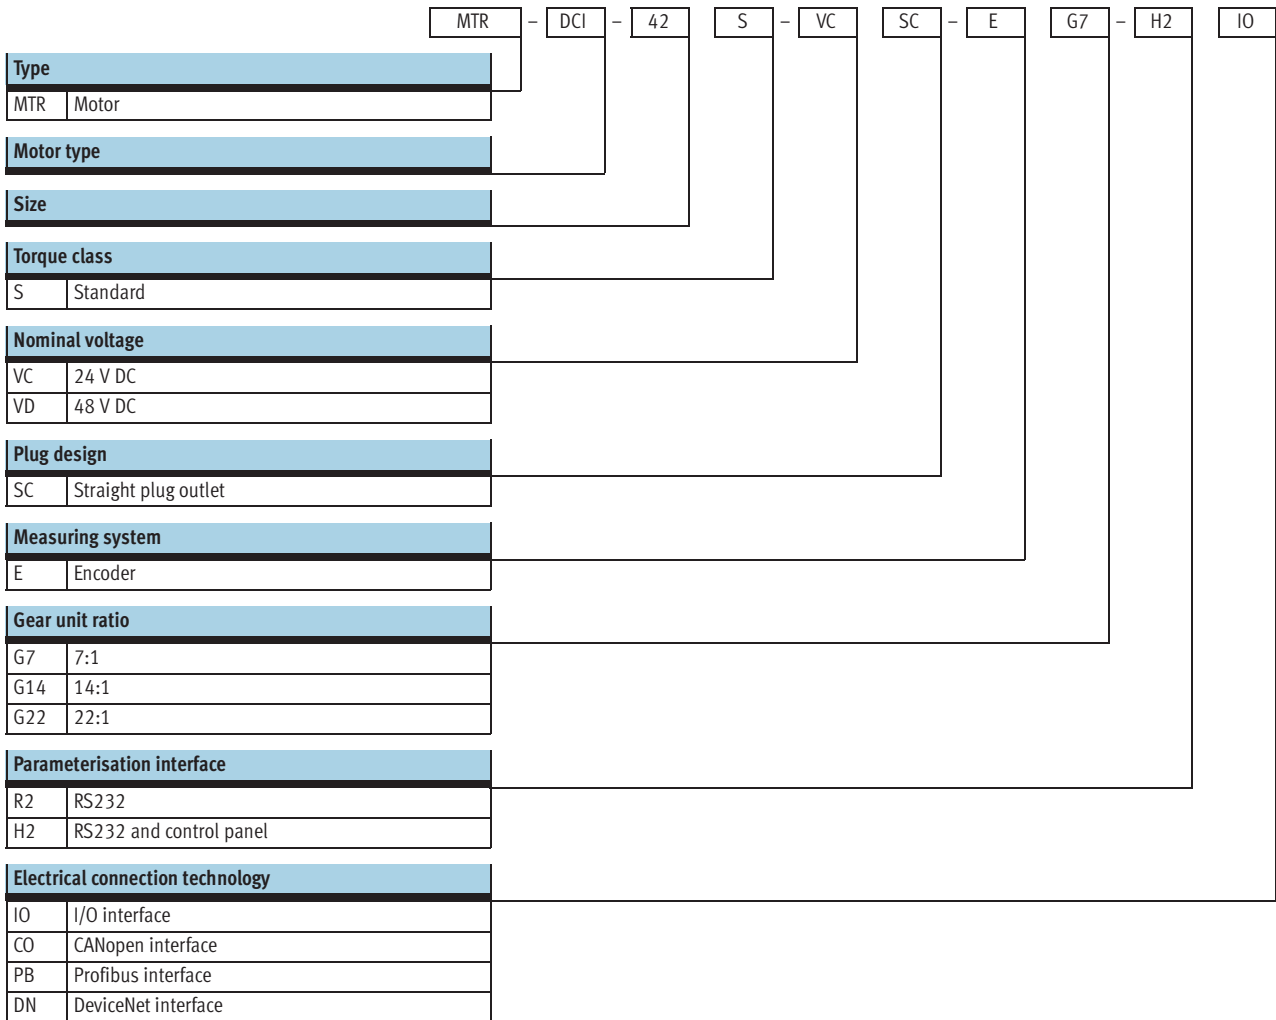 MTR – DCI – 42 S – VC SC – E G7 – H2 IO
Type
MTR Motor
Motor type
Size
Torque class
S Standard
Nominal voltage
VC 24 V DC
VD 48 V DC
Plug design
SC Straight plug outlet
Measuring system
E Encoder
Gear unit ratio
G7 7:1
G14 14:1
G22 22:1
Parameterisation interface
R2 RS232
H2 RS232 and control panel
Electrical connection technology
IO I/O interface
CO CANopen interface
PB Profibus interface
DN DeviceNet interface